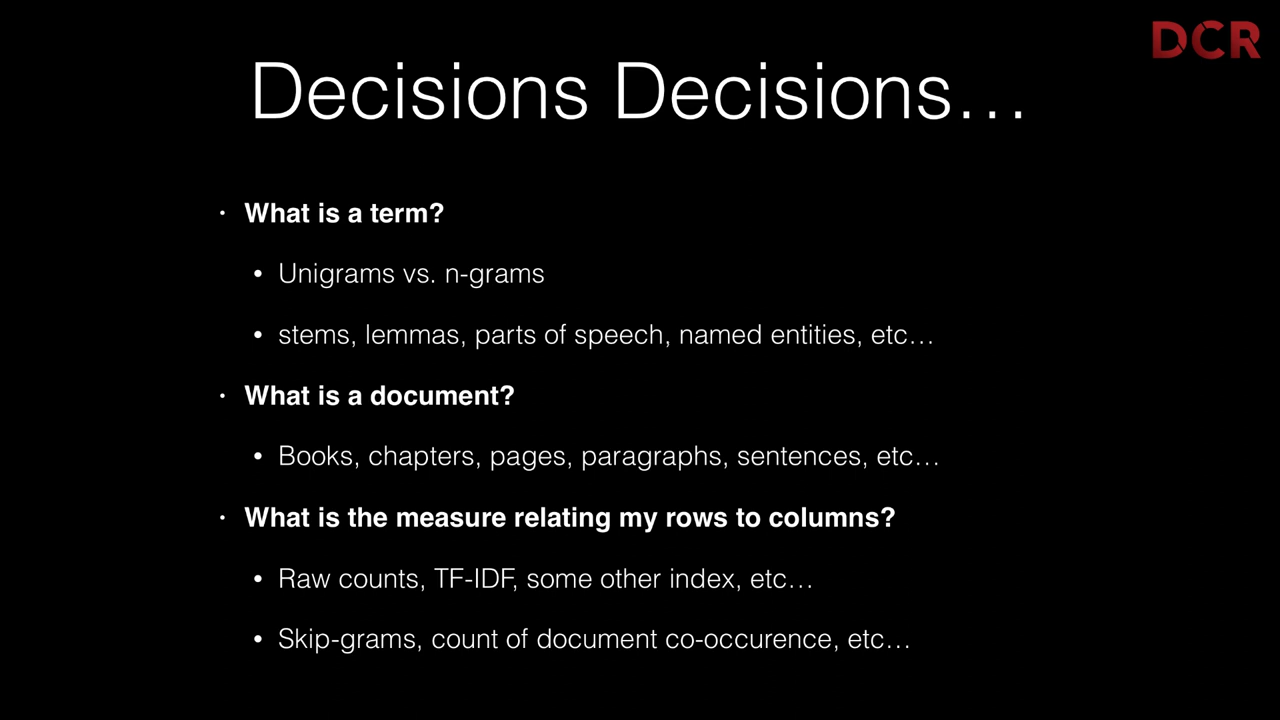 DCR
Decisions Decisions…
• What is a term?
• Unigrams vs. n-grams
• stems, lemmas, parts of speech, named entities, etc…
• What is a document?
• Books, chapters, pages, paragraphs, sentences, etc…
• What is the measure relating my rows to columns?
• Raw counts, TF-IDF, some other index, etc…
• Skip-grams, count of document co-occurence, etc…